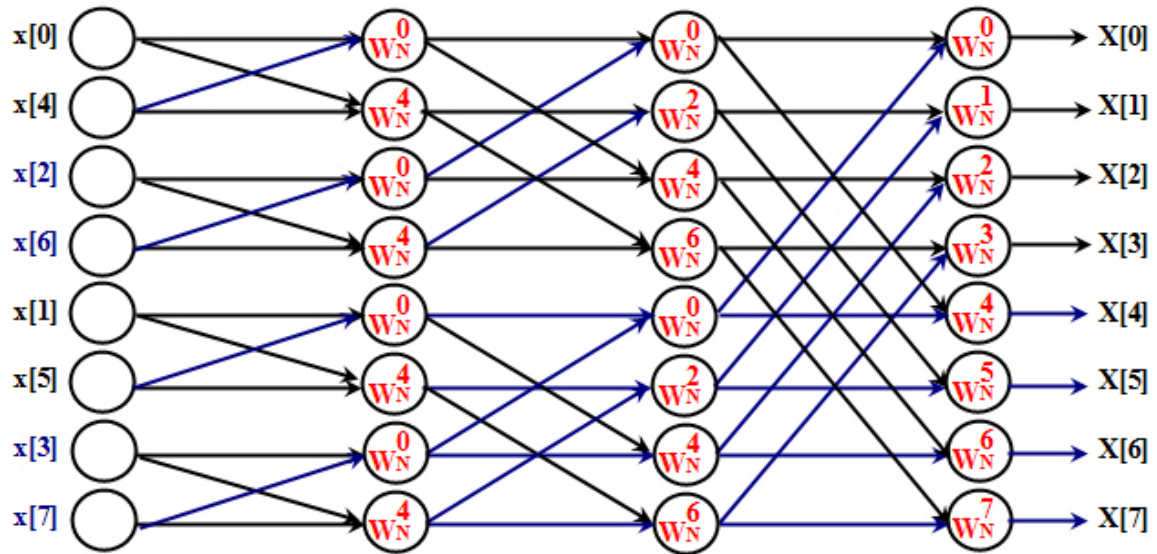 x[0] W_N^0 W_N^0 W_N^0 X[0]
x[4] W_N^4 W_N^2 W_N^1 X[1]
x[2] W_N^0 W_N^4 W_N^2 X[2]
x[6] W_N^4 W_N^6 W_N^3 X[3]
x[1] W_N^0 W_N^0 W_N^4 X[4]
x[5] W_N^4 W_N^2 W_N^5 X[5]
x[3] W_N^0 W_N^4 W_N^6 X[6]
x[7] W_N^4 W_N^6 W_N^7 X[7]